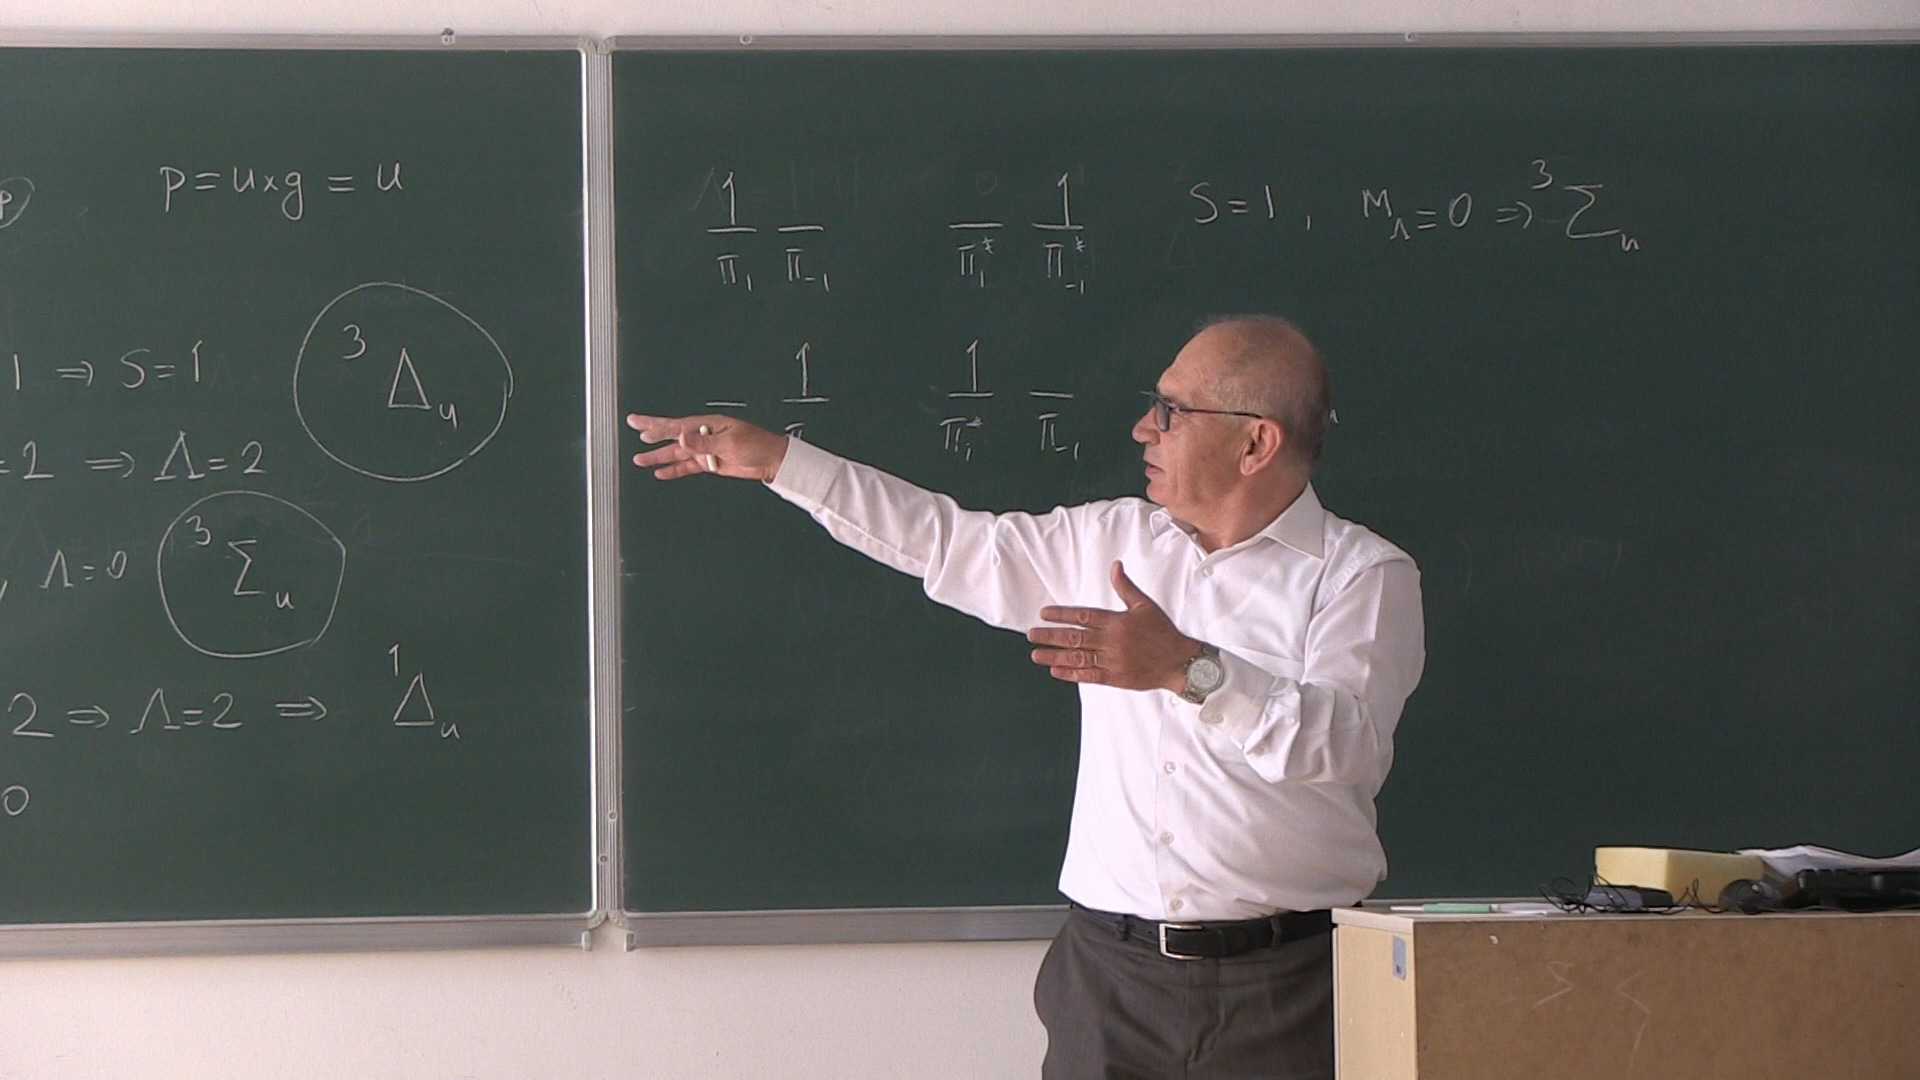 p = u×g = u
1 ⇒ S=1 ³Δᵤ
=2 ⇒ Λ=2
, Λ=0 ³Σᵤ
2 ⇒ Λ=2 ⇒ ¹Δᵤ
0
1 1 S=1, M_Λ=0 ⇒ ³Σᵤ
π₁ π₋₁ π₁* π₋₁*
1 1
π₁* π₋₁